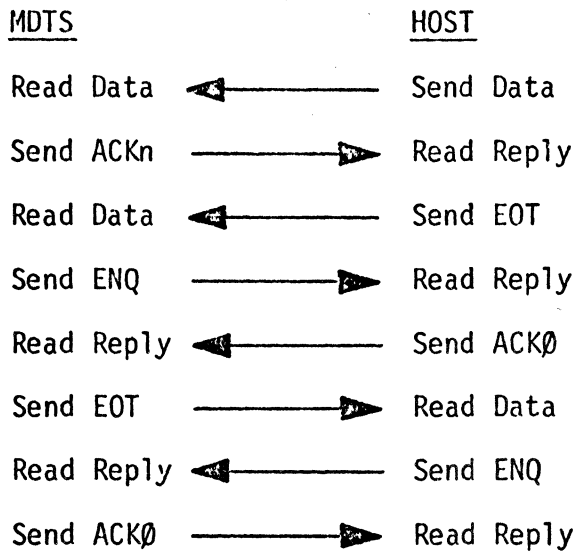 MDTS HOST
Read Data Send Data
Send ACKn Read Reply
Read Data Send EOT
Send ENQ Read Reply
Read Reply Send ACKØ
Send EOT Read Data
Read Reply Send ENQ
Send ACKØ Read Reply